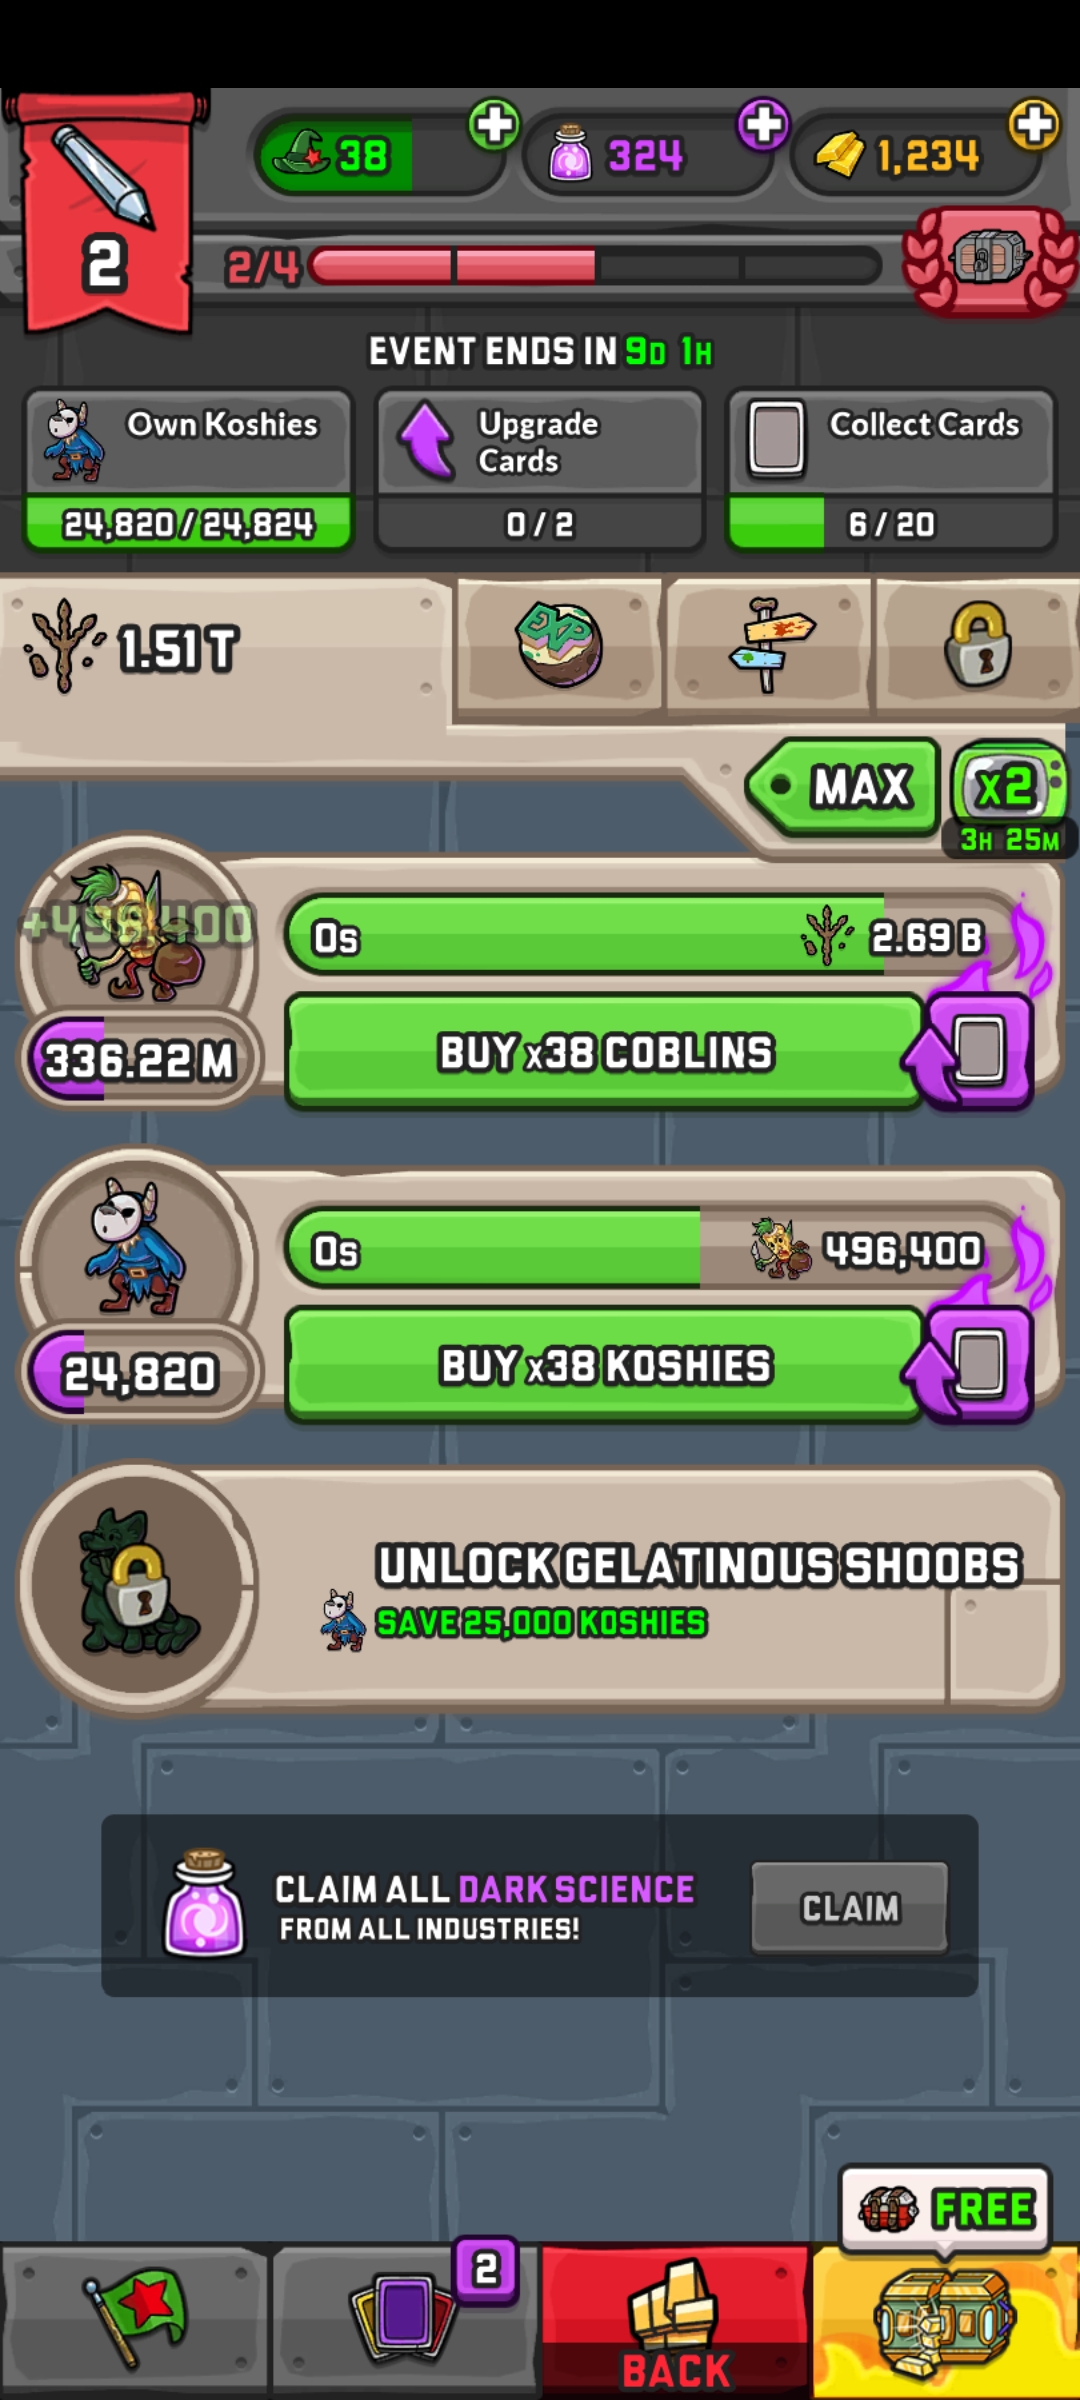 38
324
1,234
2
2/4
EVENT ENDS IN 9D 1H
Own Koshies
24,820/24,824
Upgrade
Cards
0/2
Collect Cards
6/20
1.51 T
EXP
MAX
x2
3H 25M
0s
2.69 B
336.22 M
BUY x38 COBLINS
0s
496,400
24,820
BUY x38 KOSHIES
UNLOCK GELATINOUS SHOOBS
SAVE 25,000 KOSHIES
CLAIM ALL DARK SCIENCE
FROM ALL INDUSTRIES!
CLAIM
FREE
2
BACK